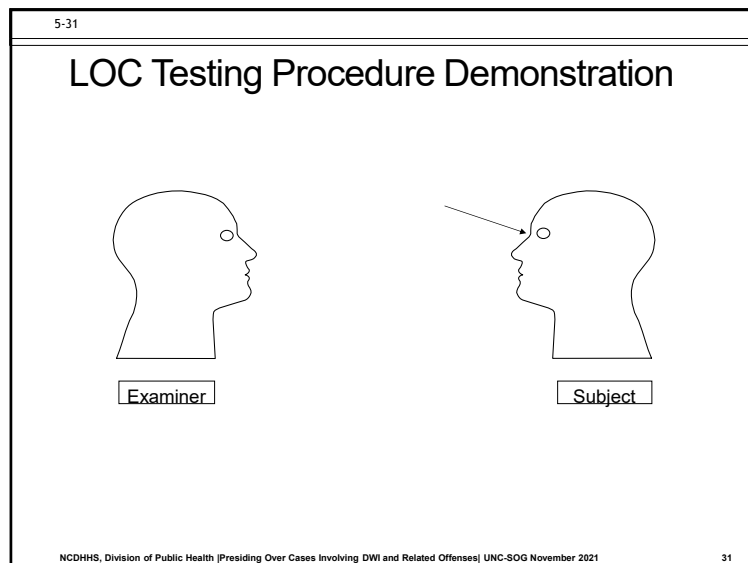 5-31
LOC Testing Procedure Demonstration
Examiner
Subject
NCDHHS, Division of Public Health |Presiding Over Cases Involving DWI and Related Offenses| UNC-SOG November 2021
31